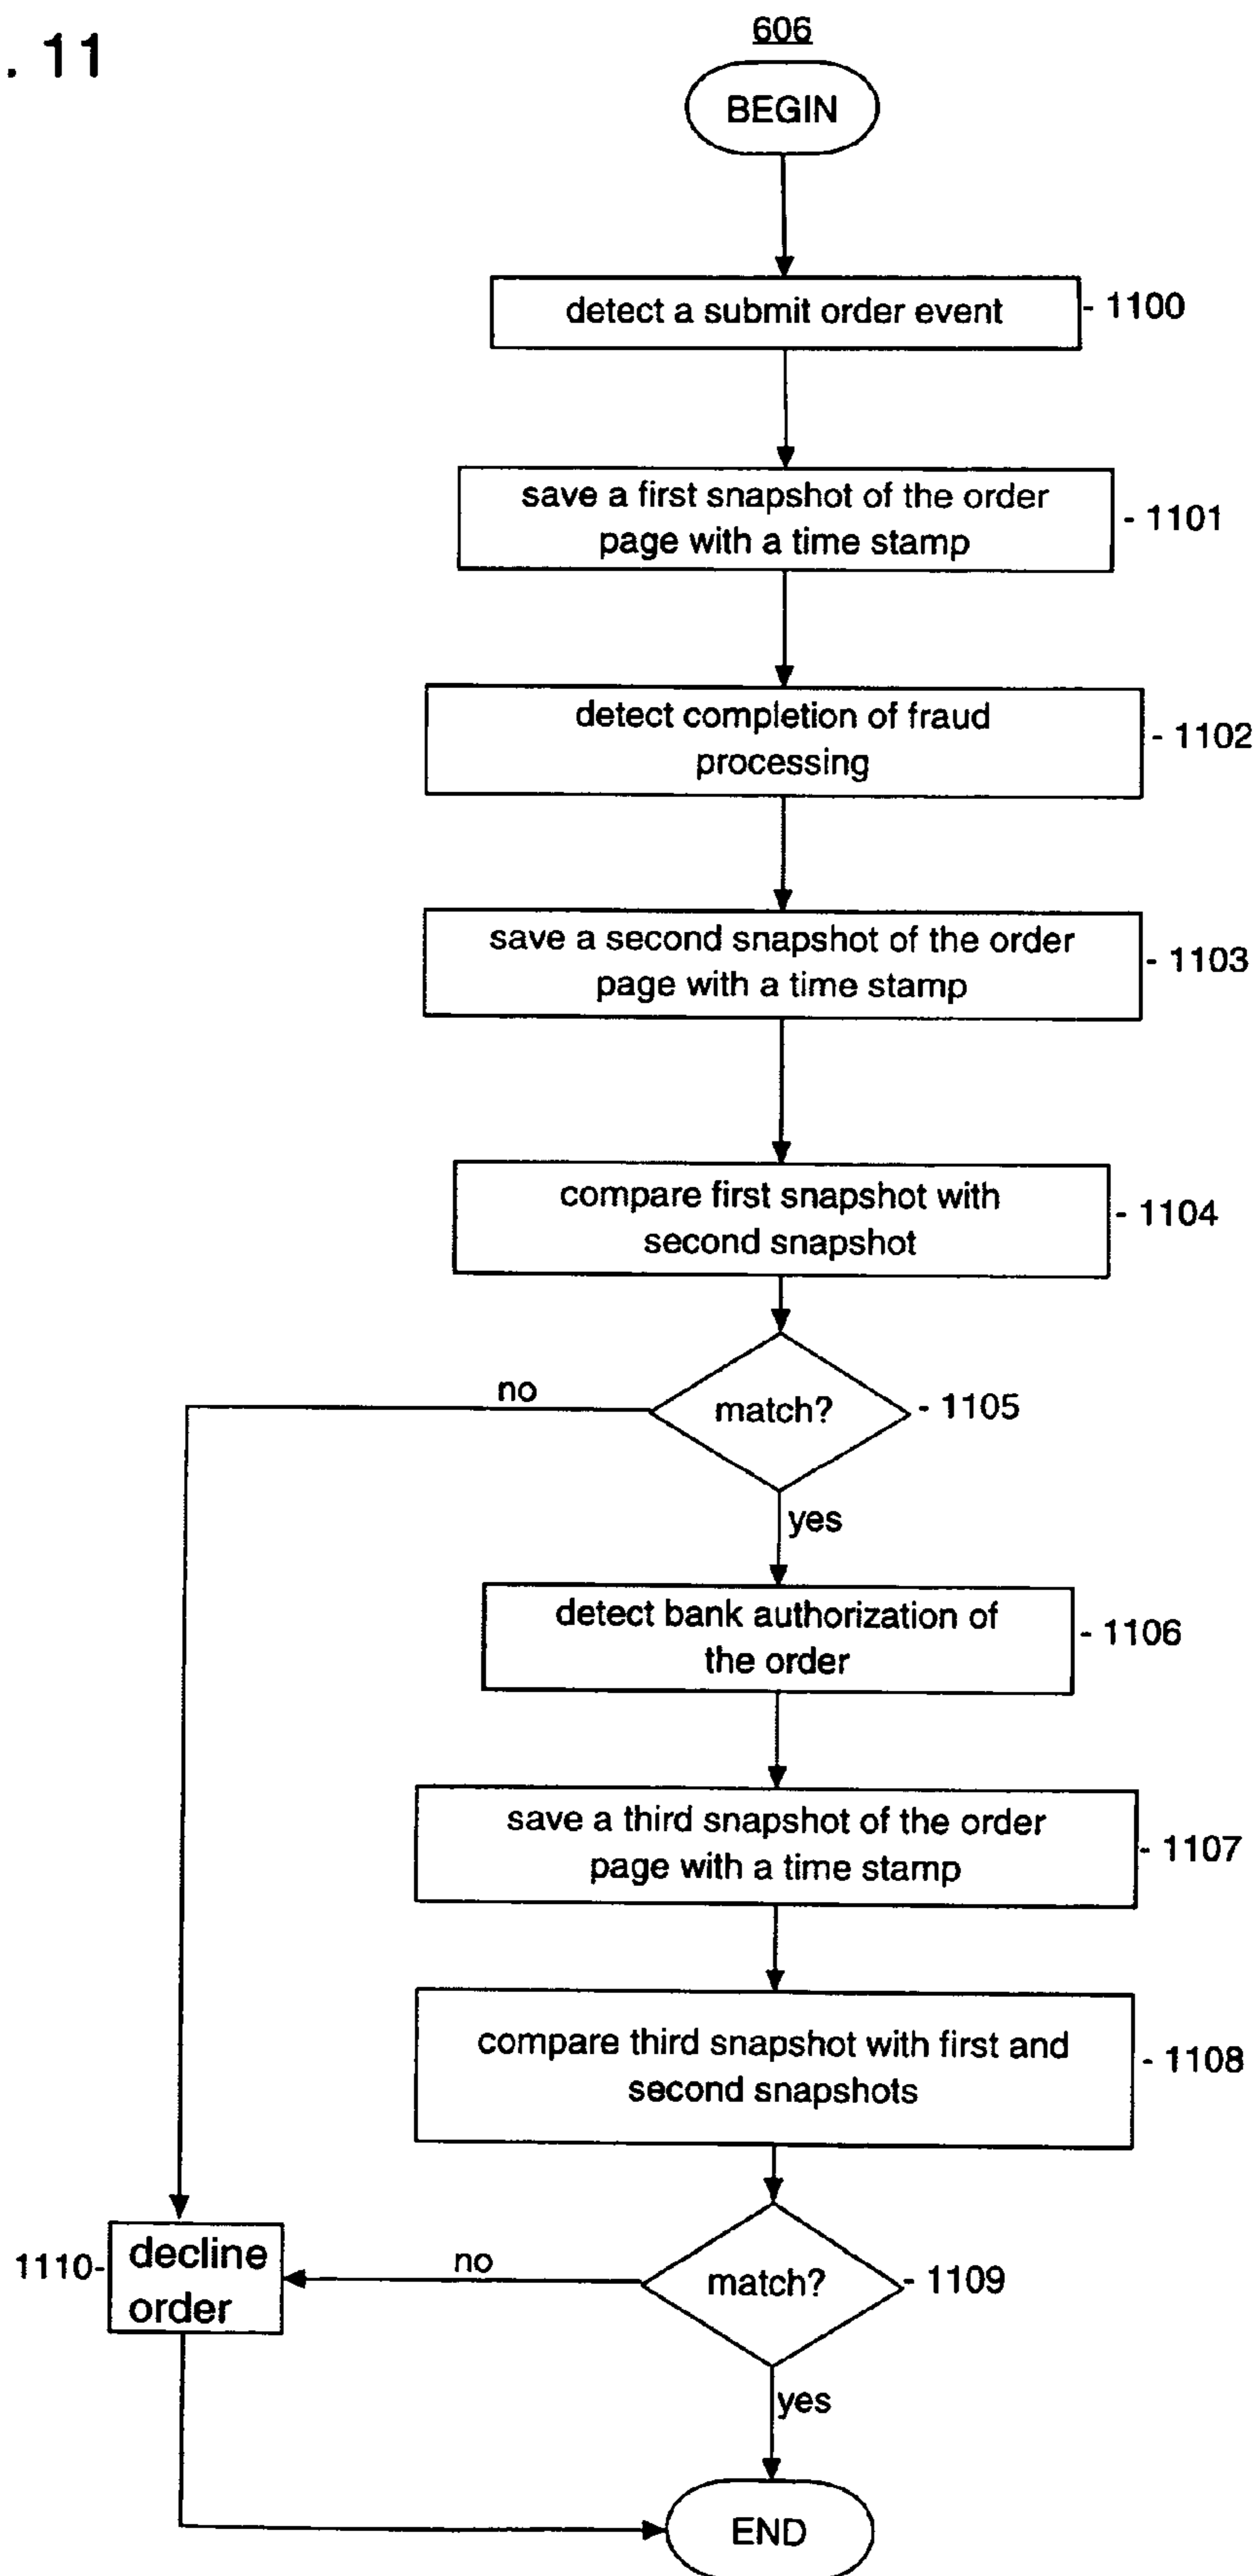 . 11
606
BEGIN
detect a submit order event
- 1100
save a first snapshot of the order
page with a time stamp
- 1101
detect completion of fraud
processing
- 1102
save a second snapshot of the order
page with a time stamp
- 1103
compare first snapshot with
second snapshot
- 1104
no
match?
- 1105
yes
detect bank authorization of
the order
- 1106
save a third snapshot of the order
page with a time stamp
- 1107
compare third snapshot with first and
second snapshots
- 1108
1110-
decline
order
no
match?
- 1109
yes
END